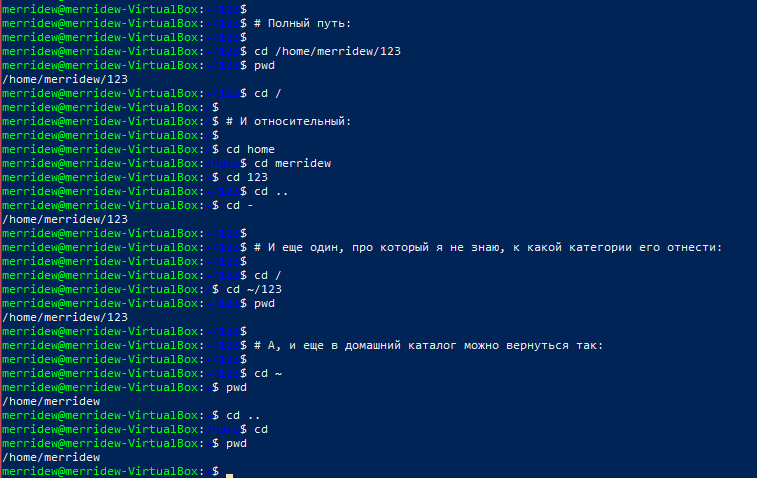 merridew@merridew-VirtualBox:~/123$
merridew@merridew-VirtualBox:~/123$ # Полный путь:
merridew@merridew-VirtualBox:~/123$
merridew@merridew-VirtualBox:~/123$ cd /home/merridew/123
merridew@merridew-VirtualBox:~/123$ pwd
/home/merridew/123
merridew@merridew-VirtualBox:~/123$ cd /
merridew@merridew-VirtualBox:/$
merridew@merridew-VirtualBox:/$ # И относительный:
merridew@merridew-VirtualBox:/$
merridew@merridew-VirtualBox:/$ cd home
merridew@merridew-VirtualBox:/home$ cd merridew
merridew@merridew-VirtualBox:~$ cd 123
merridew@merridew-VirtualBox:~/123$ cd ..
merridew@merridew-VirtualBox:~$ cd -
/home/merridew/123
merridew@merridew-VirtualBox:~/123$
merridew@merridew-VirtualBox:~/123$ # И еще один, про который я не знаю, к какой категории его отнести:
merridew@merridew-VirtualBox:~/123$
merridew@merridew-VirtualBox:~/123$ cd /
merridew@merridew-VirtualBox:/$ cd ~/123
merridew@merridew-VirtualBox:~/123$ pwd
/home/merridew/123
merridew@merridew-VirtualBox:~/123$
merridew@merridew-VirtualBox:~/123$ # А, и еще в домашний каталог можно вернуться так:
merridew@merridew-VirtualBox:~/123$
merridew@merridew-VirtualBox:~/123$ cd ~
merridew@merridew-VirtualBox:~$ pwd
/home/merridew
merridew@merridew-VirtualBox:~$ cd ..
merridew@merridew-VirtualBox:/home$ cd
merridew@merridew-VirtualBox:~$ pwd
/home/merridew
merridew@merridew-VirtualBox:~$